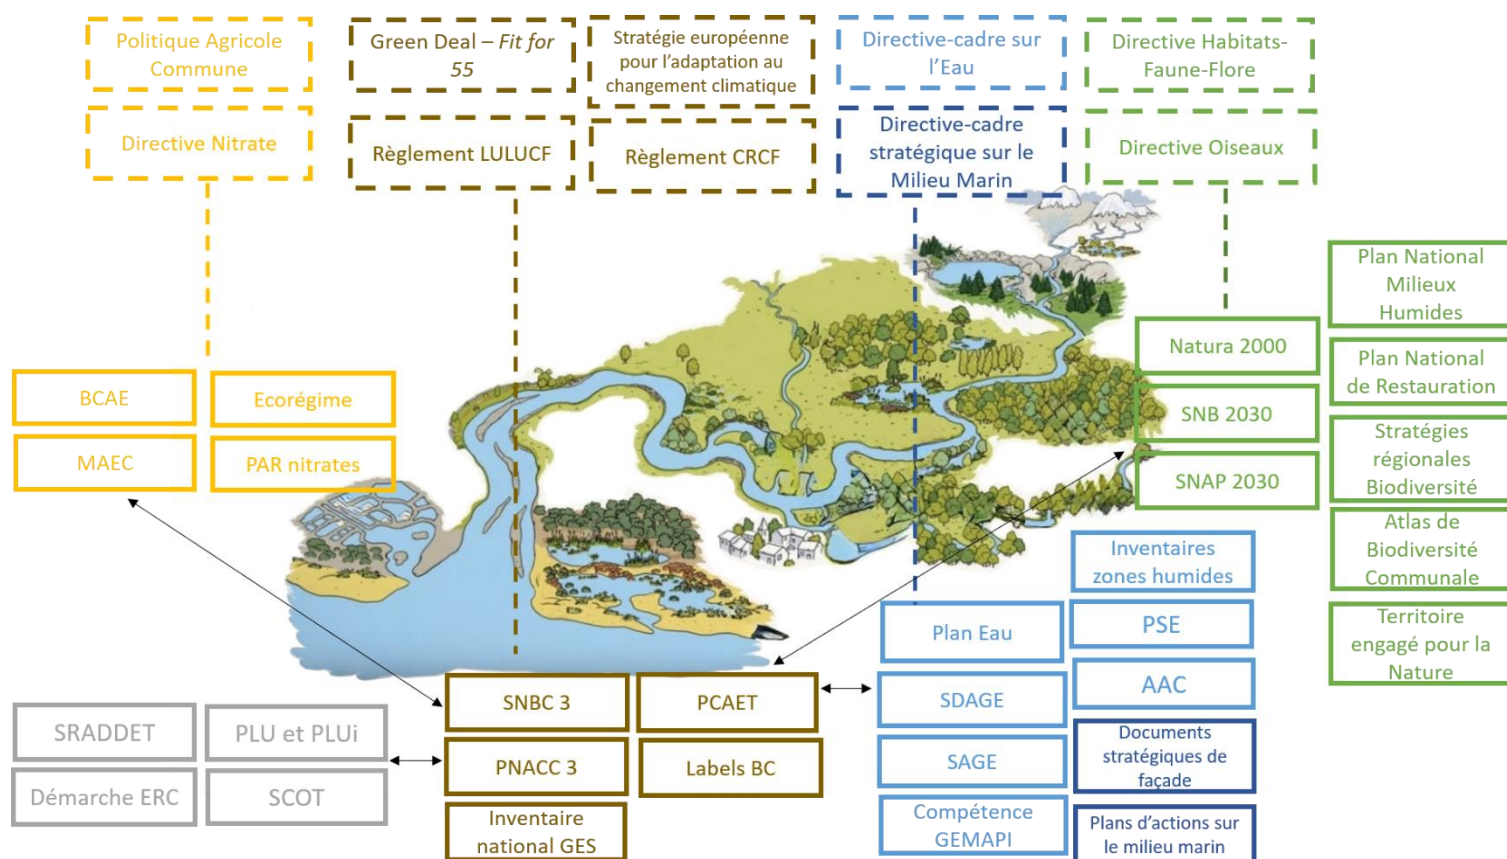 Politique Agricole
Commune
Green Deal – Fit for
55
Stratégie européenne
pour l'adaptation au
changement climatique
Directive-cadre sur
l'Eau
Directive Habitats-
Faune-Flore
Directive Nitrate
Règlement LULUCF
Règlement CRCF
Directive-cadre
stratégique sur le
Milieu Marin
Directive Oiseaux
Plan National
Milieux
Humides
Natura 2000
Plan National
de Restauration
BCAE
Ecorégime
SNB 2030
MAEC
PAR nitrates
Stratégies
régionales
Biodiversité
SNAP 2030
Atlas de
Biodiversité
Communale
Inventaires
zones humides
Plan Eau
PSE
Territoire
engagé pour la
Nature
SNBC 3
PCAET
SDAGE
AAC
SRADDET
PLU et PLUi
PNACC 3
Labels BC
SAGE
Documents
stratégiques de
façade
Démarche ERC
SCOT
Inventaire
national GES
Compétence
GEMAPI
Plans d'actions sur
le milieu marin